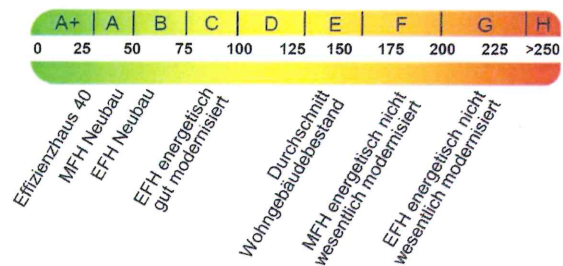 A+ A B C D E F G H
0 25 50 75 100 125 150 175 200 225 >250
Effizienzhaus 40
MFH Neubau
EFH Neubau
EFH energetisch
gut modernisiert
Durchschnitt
Wohngebäudebestand
MFH energetisch nicht
wesentlich modernisiert
EFH energetisch nicht
wesentlich modernisiert